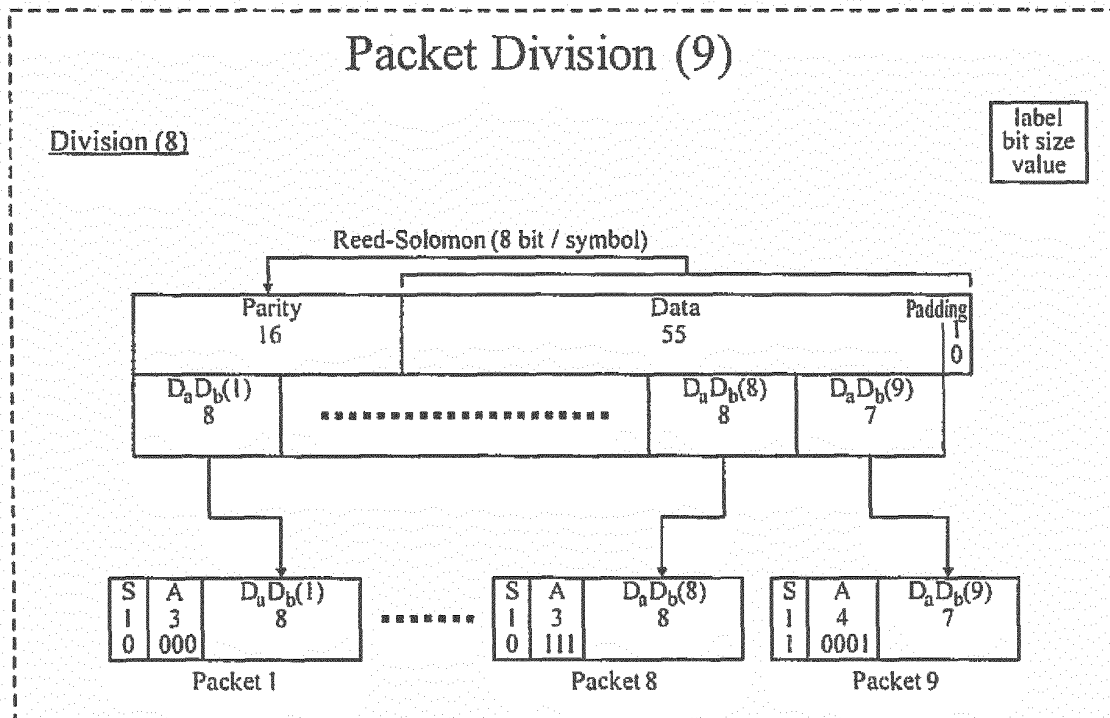 Packet Division (9)
Division (8)
label
bit size
value
Reed-Solomon (8 bit / symbol)
Parity
16
Data
55
Padding
1
0
DaDb(1)
8
DaDb(8)
8
DaDb(9)
7
S
1
0
A
3
000
DaDb(1)
8
S
1
0
A
3
111
DaDb(8)
8
S
1
1
A
4
0001
DaDb(9)
7
Packet 1
Packet 8
Packet 9